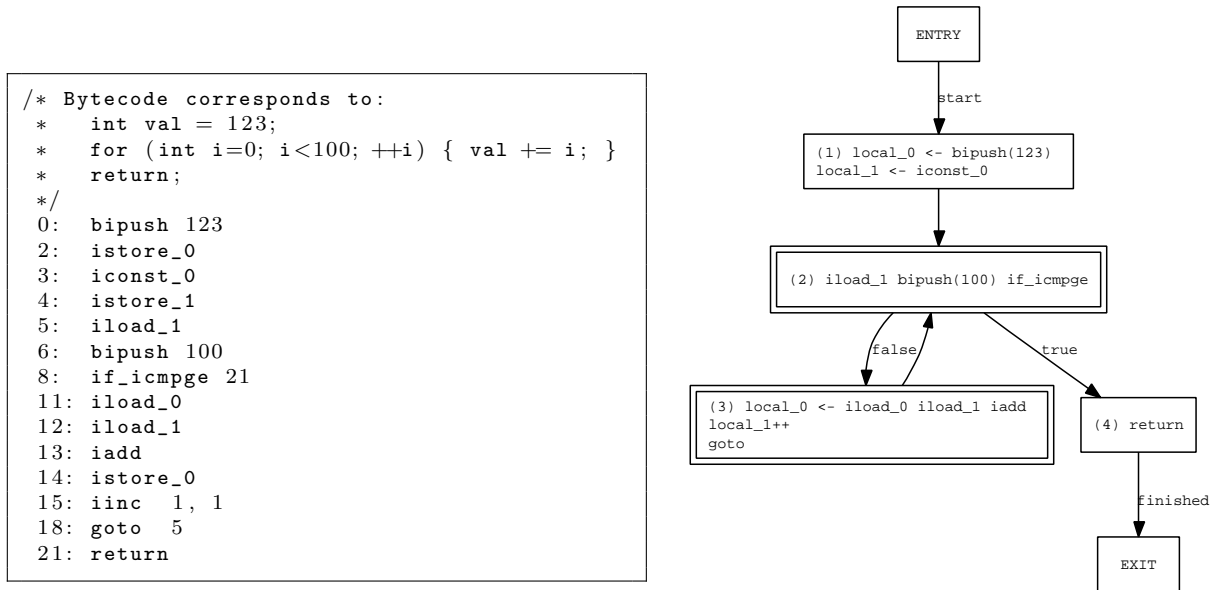 /* Bytecode corresponds to:
*   int val = 123;
*   for (int i=0; i<100; ++i) { val += i; }
*   return;
*/
0:  bipush 123
2:  istore_0
3:  iconst_0
4:  istore_1
5:  iload_1
6:  bipush 100
8:  if_icmpge 21
11: iload_0
12: iload_1
13: iadd
14: istore_0
15: iinc  1, 1
18: goto  5
21: return
ENTRY
start
(1) local_0 <- bipush(123)
local_1 <- iconst_0
(2) iload_1 bipush(100) if_icmpge
false
true
(3) local_0 <- iload_0 iload_1 iadd
local_1++
goto
(4) return
finished
EXIT